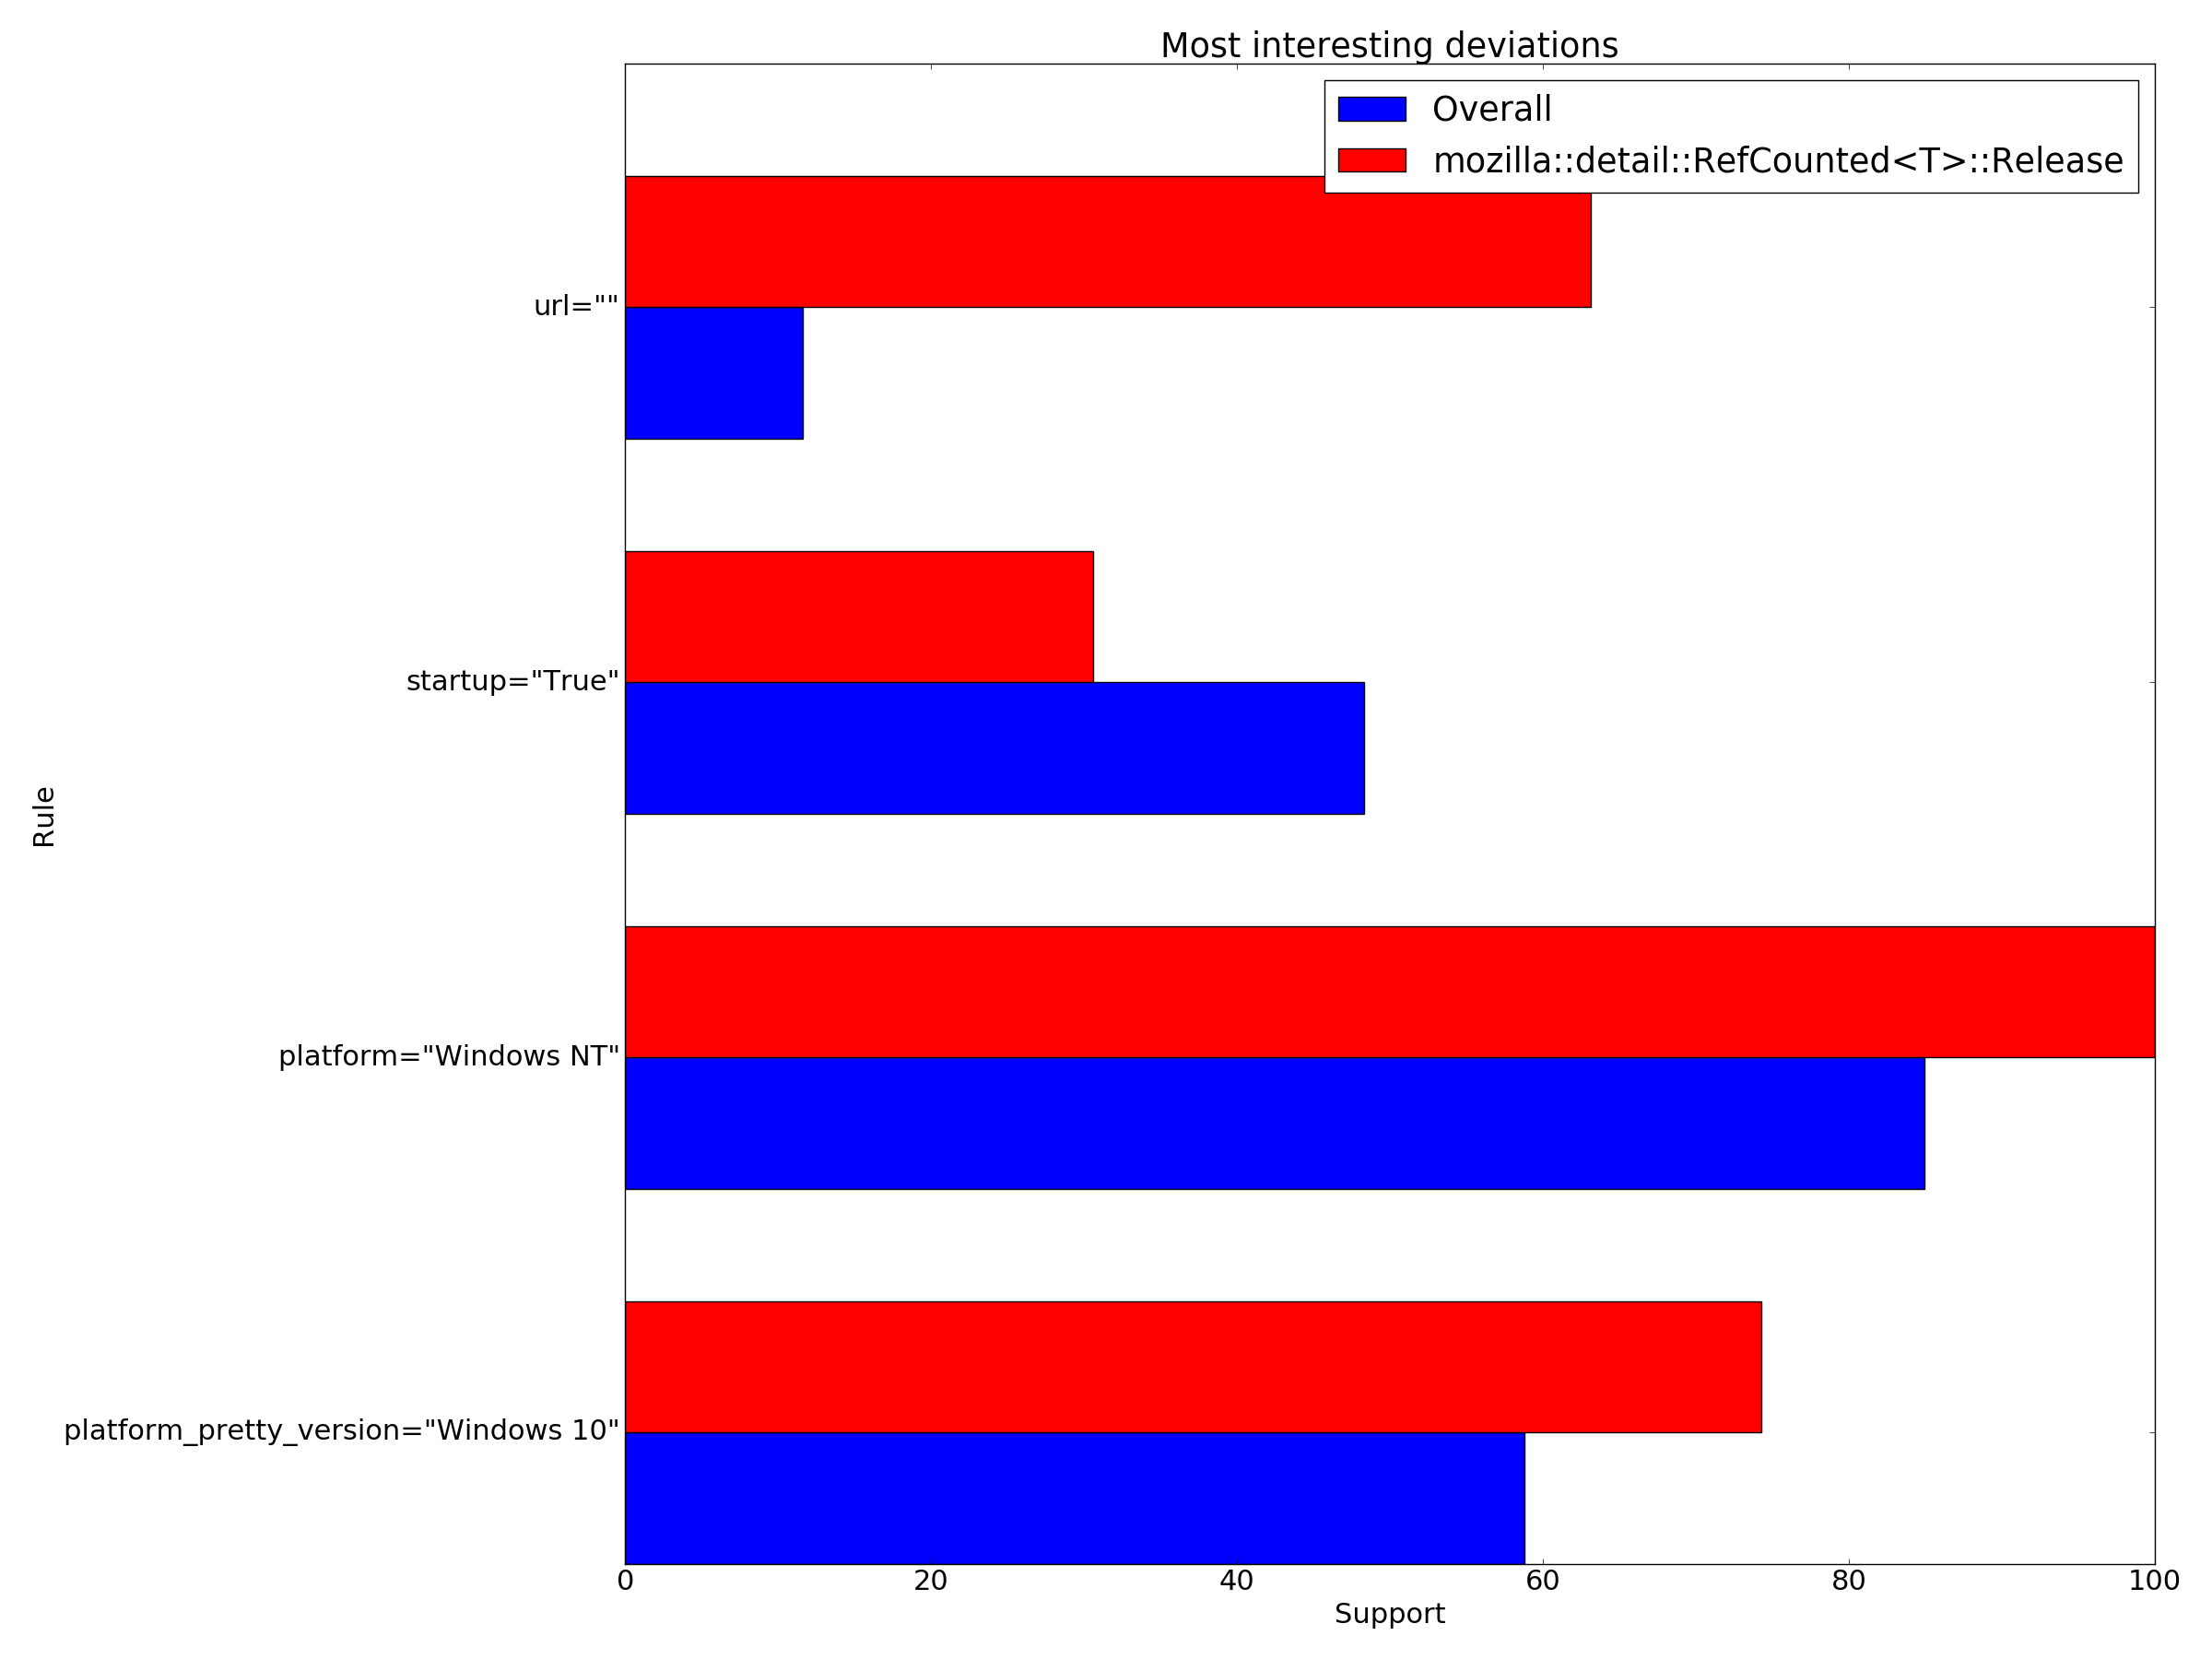 Most interesting deviations
Overall
mozilla::detail::RefCounted<T>::Release
url=""
startup="True"
Rule
platform="Windows NT"
platform_pretty_version="Windows 10"
0 20 40 60 80 100
Support